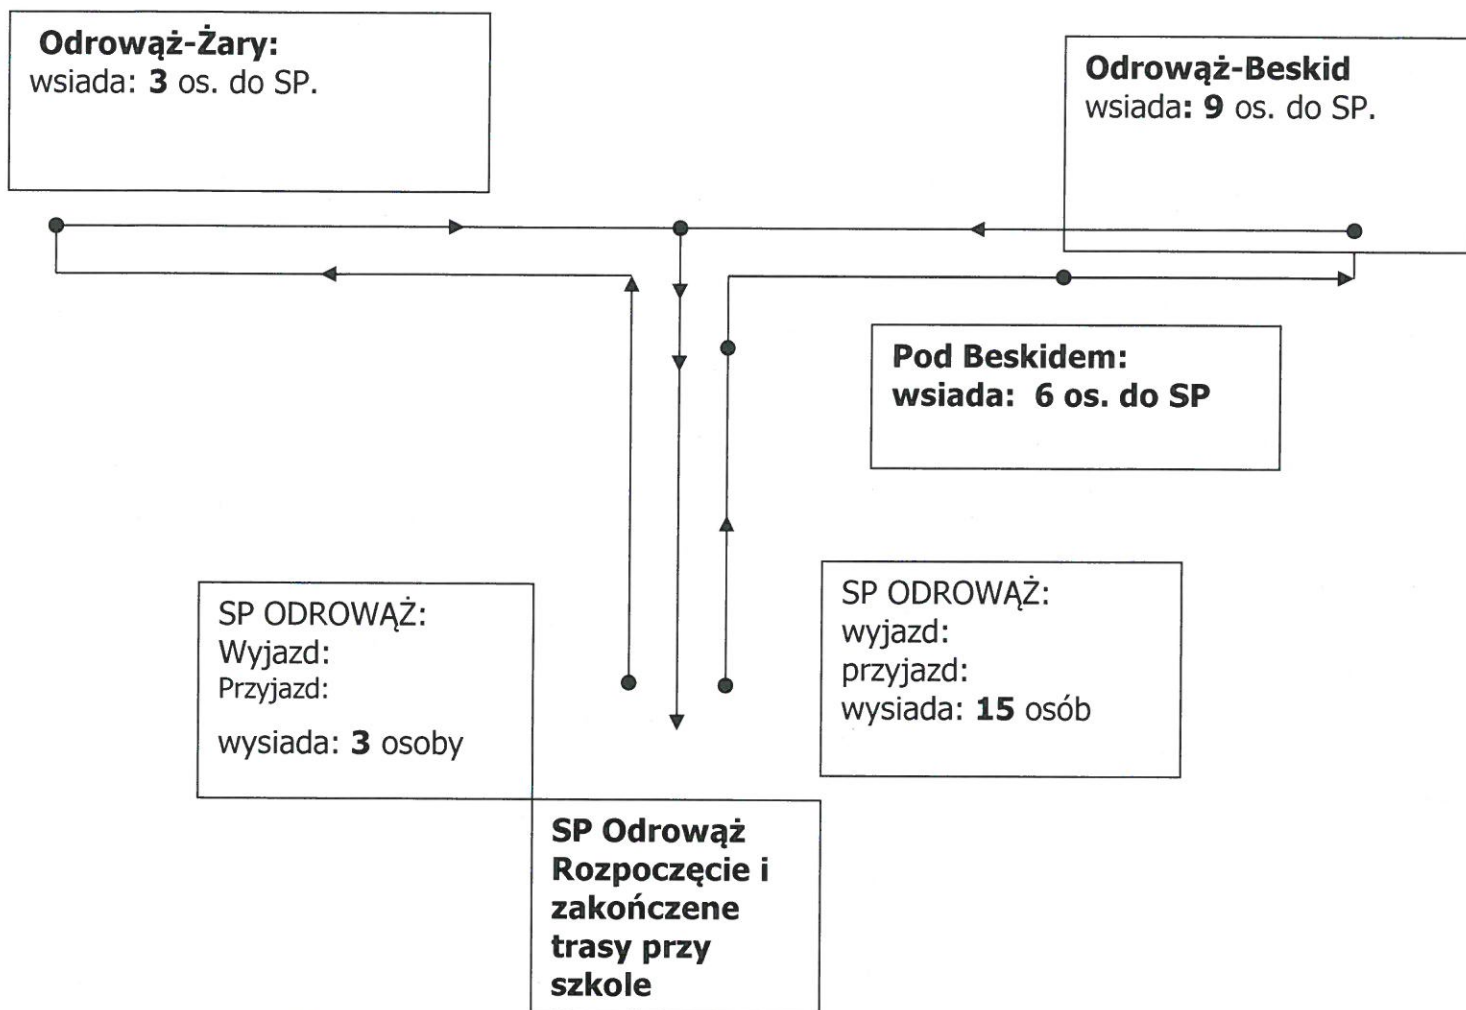 Odrowąż-Żary:
wsiada: 3 os. do SP.
Odrowąż-Beskid
wsiada: 9 os. do SP.
Pod Beskidem:
wsiada: 6 os. do SP
SP ODROWĄŻ:
Wyjazd:
Przyjazd:
wysiada: 3 osoby
SP ODROWĄŻ:
wyjazd:
przyjazd:
wysiada: 15 osób
SP Odrowąż
Rozpoczęcie i
zakończene
trasy przy
szkole